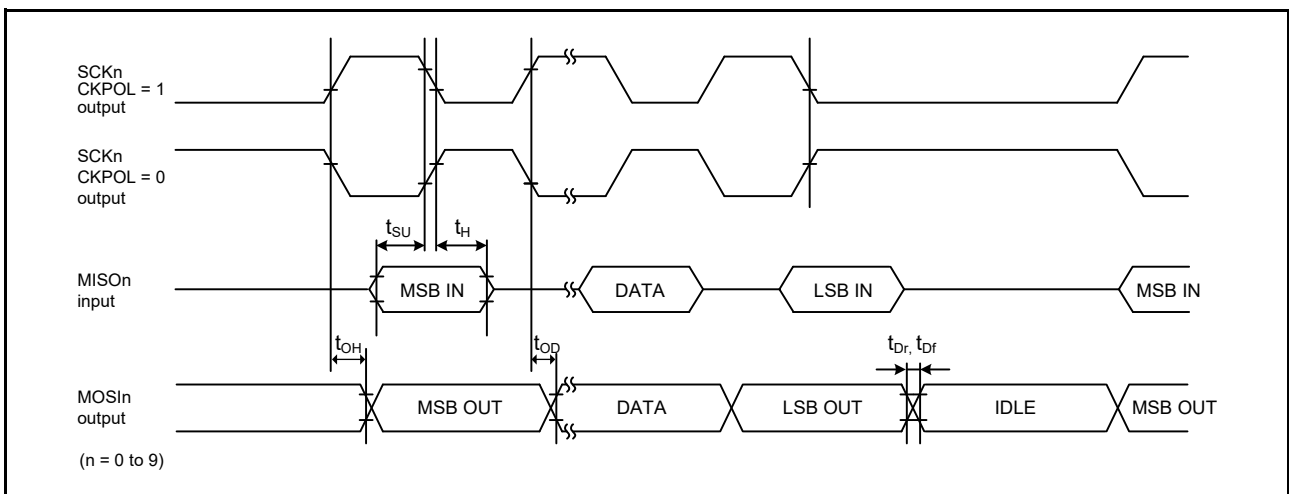 SCKn
CKPOL = 1
output
SCKn
CKPOL = 0
output
tSU
tH
MISOn
input
MSB IN
DATA
LSB IN
MSB IN
tOH
tOD
tDr, tDf
MOSIn
output
MSB OUT
DATA
LSB OUT
IDLE
MSB OUT
(n = 0 to 9)